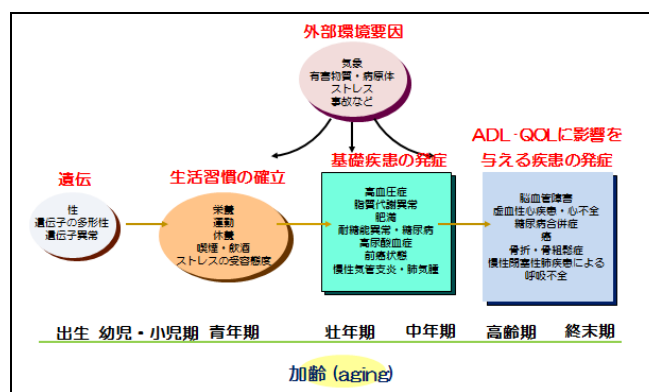 外部環境要因
気象
有害物質・病原体
ストレス
事故など
遺伝
性
遺伝子の多形性
遺伝子異常
生活習慣の確立
栄養
運動
休養
喫煙・飲酒
ストレスの受容態度
基礎疾患の発症
高血圧症
脂質代謝異常
肥満
耐糖能異常・糖尿病
高尿酸血症
前癌状態
慢性気管支炎・肺気腫
ADL・QOLに影響を
与える疾患の発症
脳血管障害
虚血性心疾患・心不全
糖尿病合併症
癌
骨折・骨粗鬆症
慢性閉塞性肺疾患による
呼吸不全
出生 幼児・小児期 青年期 壮年期 中年期 高齢期 終末期
加齢 (aging)